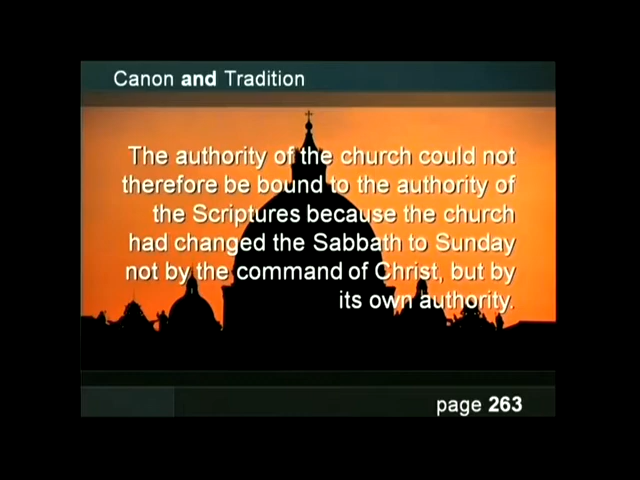 Canon and Tradition
The authority of the church could not
therefore be bound to the authority of
the Scriptures because the church
had changed the Sabbath to Sunday
not by the command of Christ, but by
its own authority.
page 263